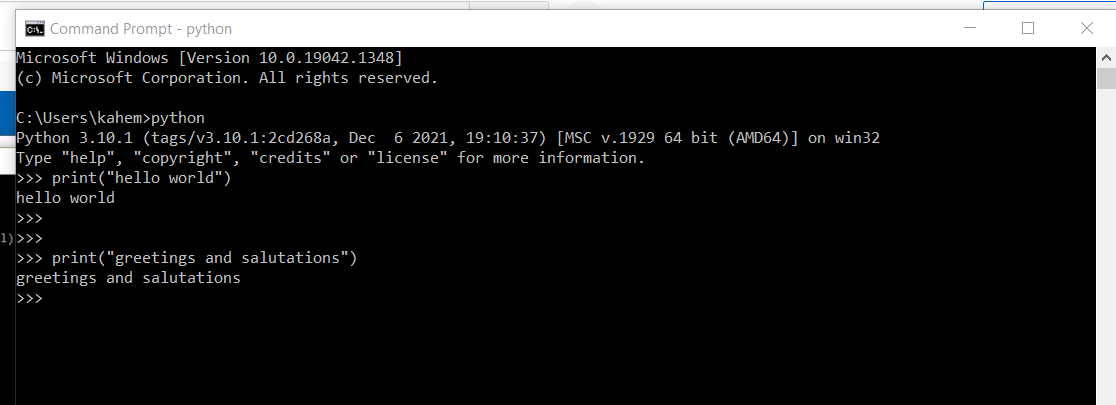 Command Prompt - python
Microsoft Windows [Version 10.0.19042.1348]
(c) Microsoft Corporation. All rights reserved.
C:\Users\kahem>python
Python 3.10.1 (tags/v3.10.1:2cd268a, Dec  6 2021, 19:10:37) [MSC v.1929 64 bit (AMD64)] on win32
Type "help", "copyright", "credits" or "license" for more information.
>>> print("hello world")
hello world
>>>
1)
>>>
>>> print("greetings and salutations")
greetings and salutations
>>>